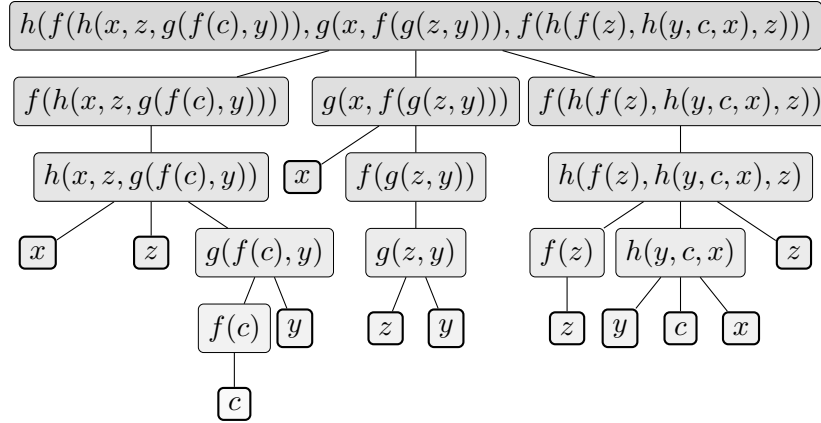 h(f(h(x, z, g(f(c), y))), g(x, f(g(z, y))), f(h(f(z), h(y, c, x), z)))
f(h(x, z, g(f(c), y))) g(x, f(g(z, y))) f(h(f(z), h(y, c, x), z))
h(x, z, g(f(c), y)) x f(g(z, y)) h(f(z), h(y, c, x), z)
x z g(f(c), y) g(z, y) f(z) h(y, c, x) z
f(c) y z y z y c x
c